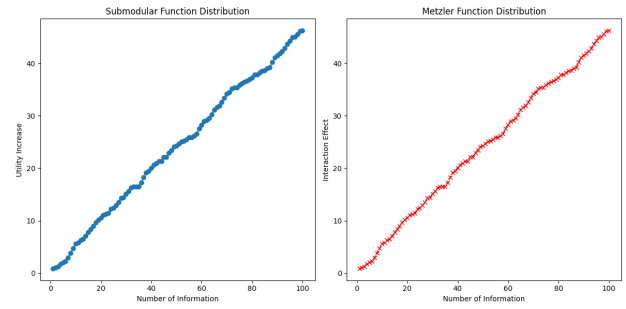 Submodular Function Distribution
Utility Increase
40
30
20
10
0
0 20 40 60 80 100
Number of Information
Metzler Function Distribution
Interaction Effect
40
30
20
10
0
0 20 40 60 80 100
Number of Information